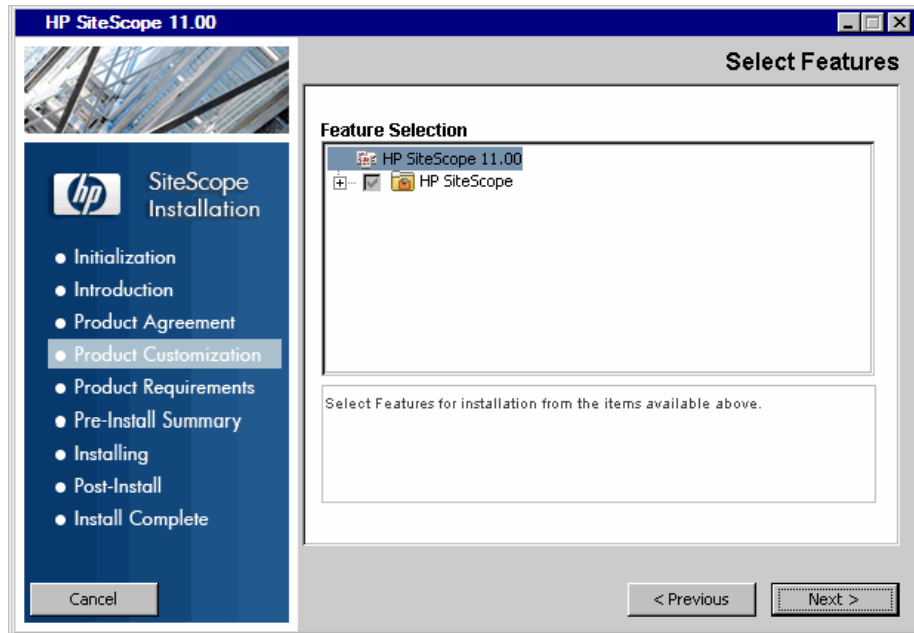 HP SiteScope 11.00
Select Features
hp
SiteScope
Installation
Initialization
Introduction
Product Agreement
Product Customization
Product Requirements
Pre-Install Summary
Installing
Post-Install
Install Complete
Feature Selection
HP SiteScope 11.00
HP SiteScope
Select Features for installation from the items available above.
Cancel
< Previous
Next >